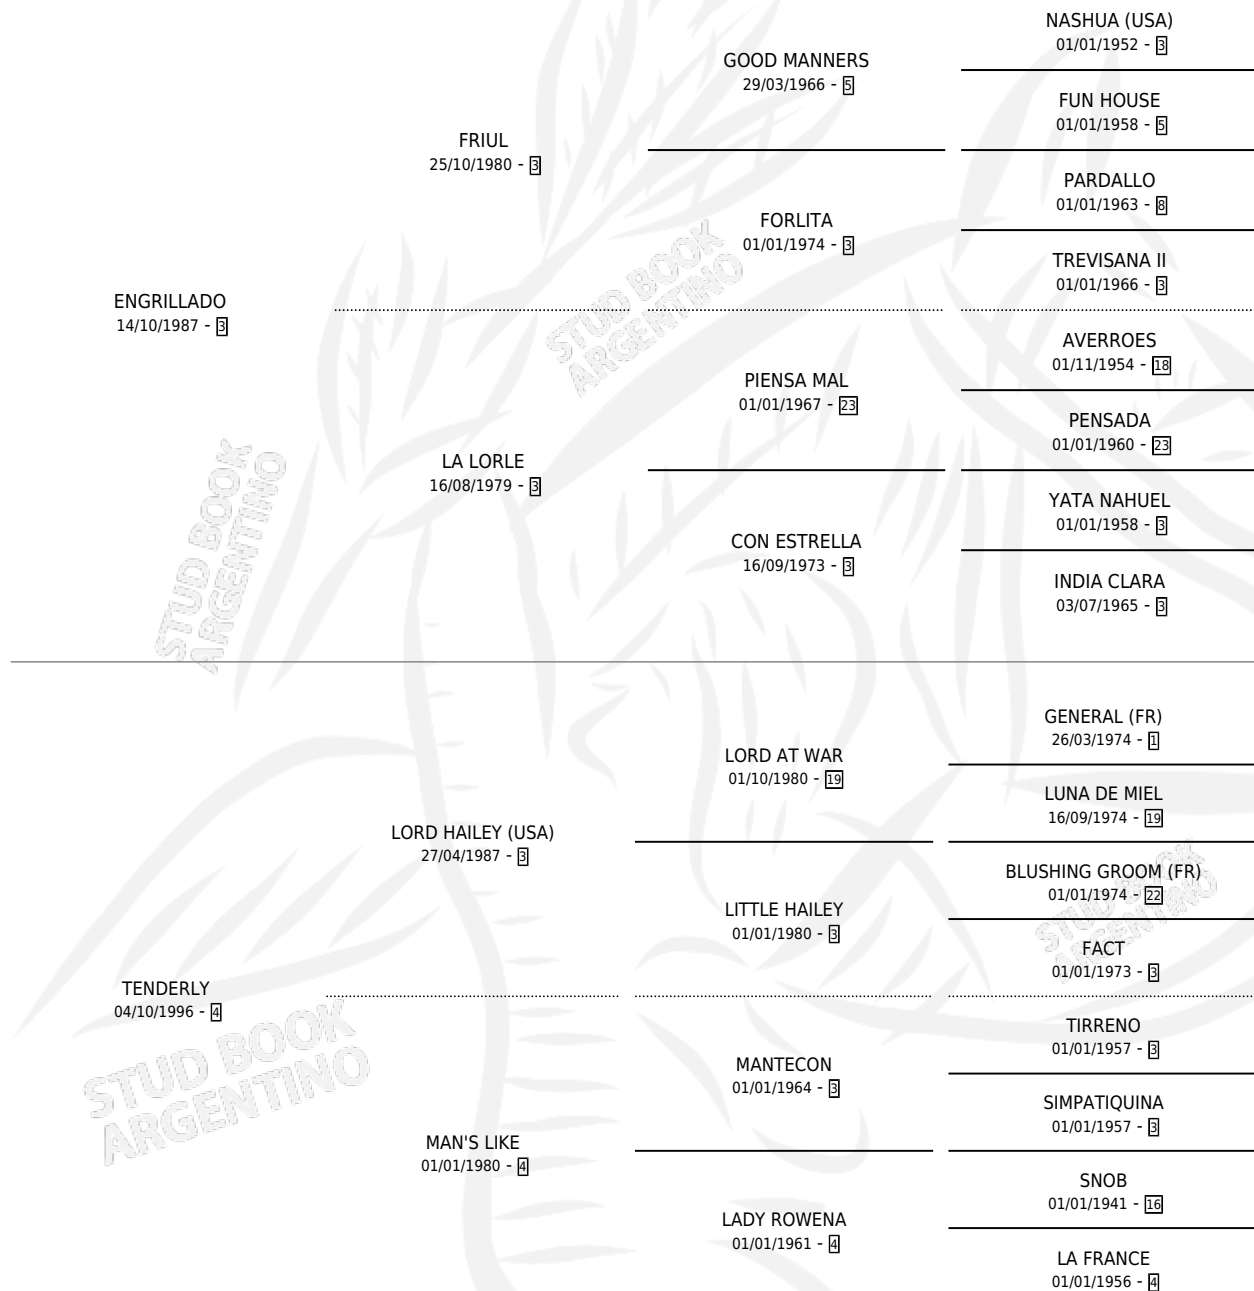 NASHUA (USA)
01/01/1952 - 3
GOOD MANNERS
29/03/1966 - 5
FUN HOUSE
01/01/1958 - 5
FRIUL
25/10/1980 - 3
PARDALLO
01/01/1963 - 8
FORLITA
01/01/1974 - 3
TREVISANA II
01/01/1966 - 3
STUD BOOK
ARGENTINO
ENGRILLADO
14/10/1987 - 3
AVERROES
01/11/1954 - 18
PIENSA MAL
01/01/1967 - 23
PENSADA
01/01/1960 - 23
LA LORLE
16/08/1979 - 3
YATA NAHUEL
01/01/1958 - 3
CON ESTRELLA
16/09/1973 - 3
INDIA CLARA
03/07/1965 - 3
STUD BOOK
ARGENTINO
GENERAL (FR)
26/03/1974 - 1
LORD AT WAR
01/10/1980 - 19
LUNA DE MIEL
16/09/1974 - 19
LORD HAILEY (USA)
27/04/1987 - 3
BLUSHING GROOM (FR)
01/01/1974 - 22
LITTLE HAILEY
01/01/1980 - 3
FACT
01/01/1973 - 3
STUD BOOK
ARGENTINO
TENDERLY
04/10/1996 - 4
TIRRENO
01/01/1957 - 3
MANTECON
01/01/1964 - 3
SIMPATIQUINA
01/01/1957 - 3
STUD BOOK
ARGENTINO
MAN'S LIKE
01/01/1980 - 4
SNOB
01/01/1941 - 16
LADY ROWENA
01/01/1961 - 4
LA FRANCE
01/01/1956 - 4